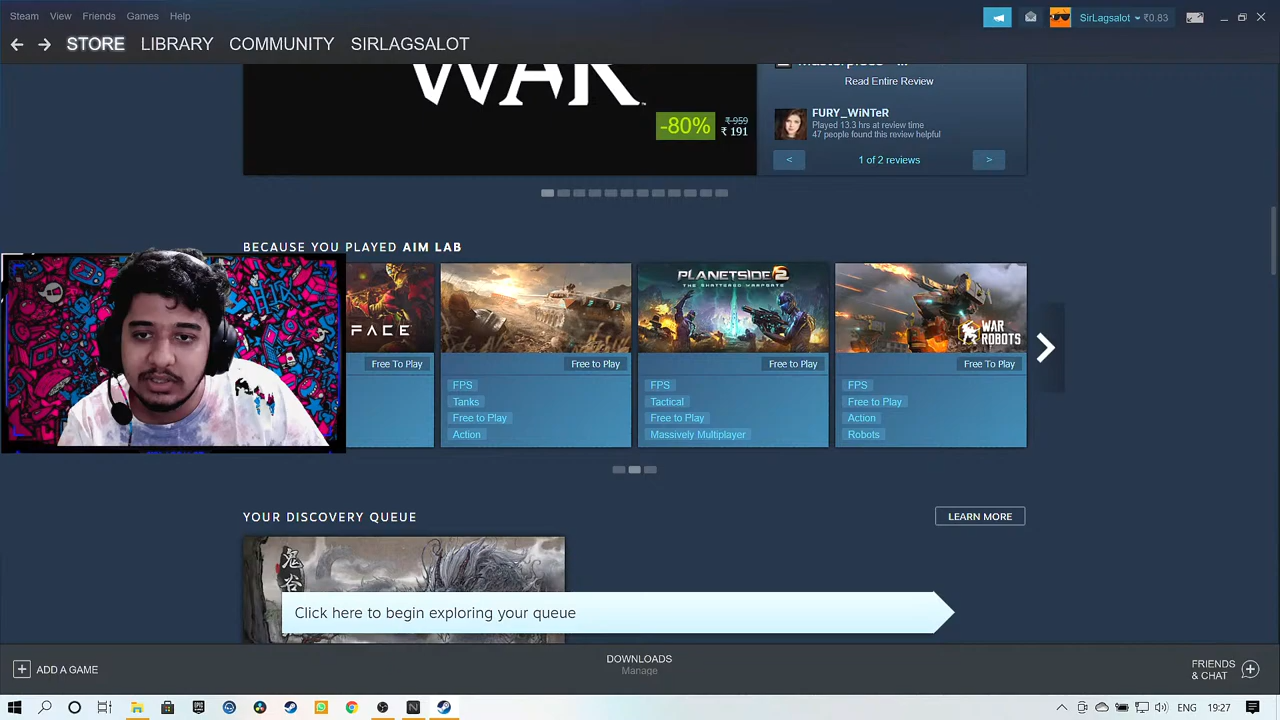 Steam View Friends Games Help
SirLagsalot ₹0.83
STORE LIBRARY COMMUNITY SIRLAGSALOT
WAR
-80% ₹ 959
₹ 191
Read Entire Review
FURY_WiNTeR
Played 13.3 hrs at review time
47 people found this review helpful
< 1 of 2 reviews >
BECAUSE YOU PLAYED AIM LAB
FACE
PLANETSIDE 2
WAR
ROBOTS
Free To Play Free to Play Free to Play Free To Play
FPS FPS FPS
Tanks Tactical Free to Play
Free to Play Free to Play Action
Action Massively Multiplayer Robots
YOUR DISCOVERY QUEUE LEARN MORE
鬼
Click here to begin exploring your queue
ADD A GAME
DOWNLOADS
Manage
FRIENDS
& CHAT
ENG 19:27